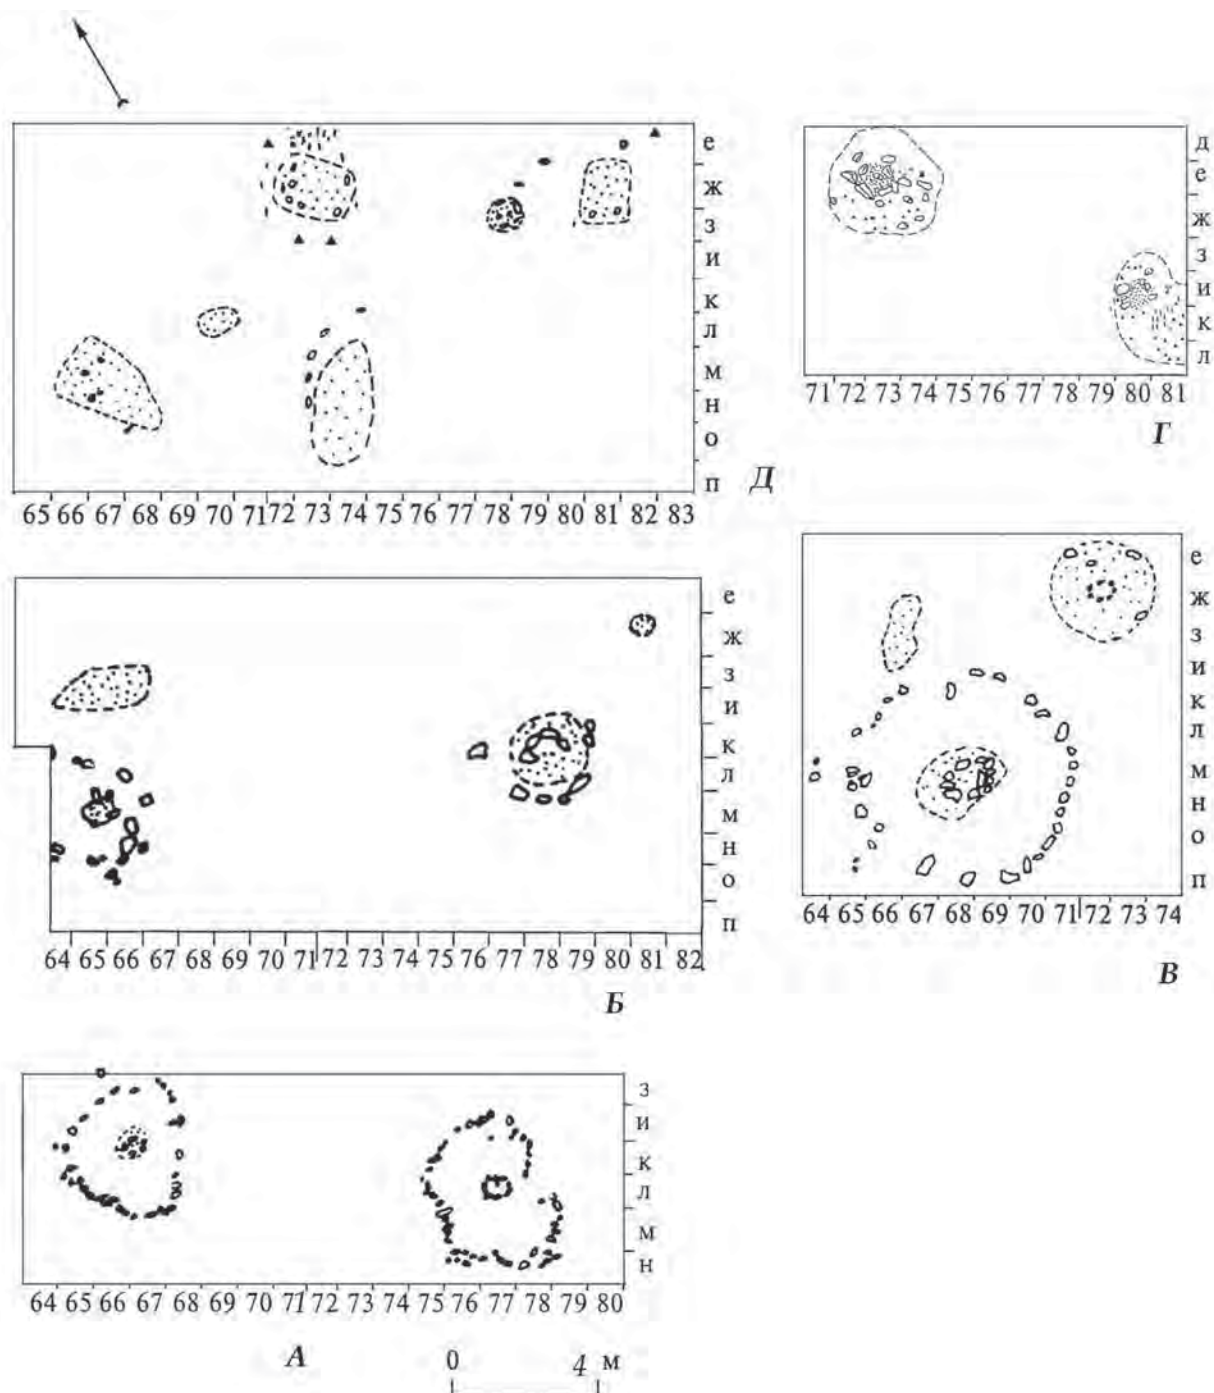 е
ж
з
и
к
л
м
н
о
п
65 66 67 68 69 70 71 72 73 74 75 76 77 78 79 80 81 82 83
Д
д
е
ж
з
и
к
л
71 72 73 74 75 76 77 78 79 80 81
Г
е
ж
з
и
к
л
м
н
о
п
64 65 66 67 68 69 70 71 72 73 74 75 76 77 78 79 80 81 82
Б
е
ж
з
и
к
л
м
н
о
п
64 65 66 67 68 69 70 71 72 73 74
В
з
и
к
л
м
н
64 65 66 67 68 69 70 71 72 73 74 75 76 77 78 79 80
А
0 4 м